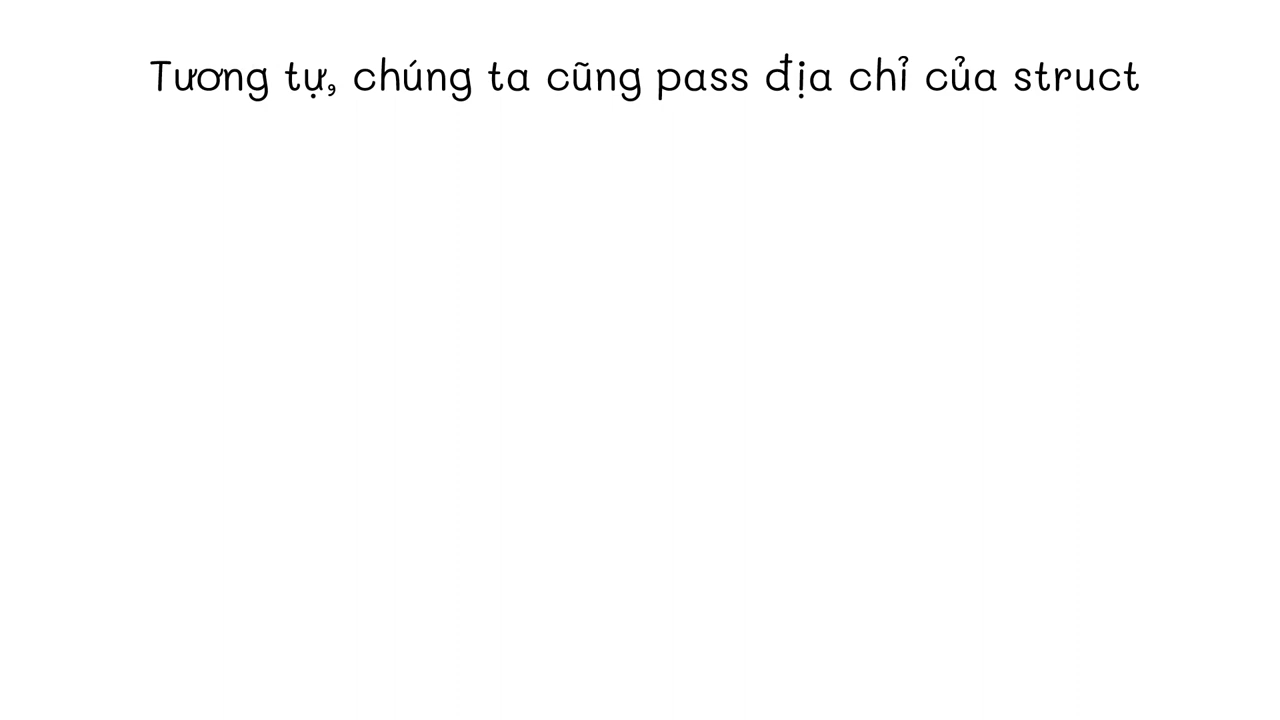 Tương tự, chúng ta cũng pass địa chỉ của struct